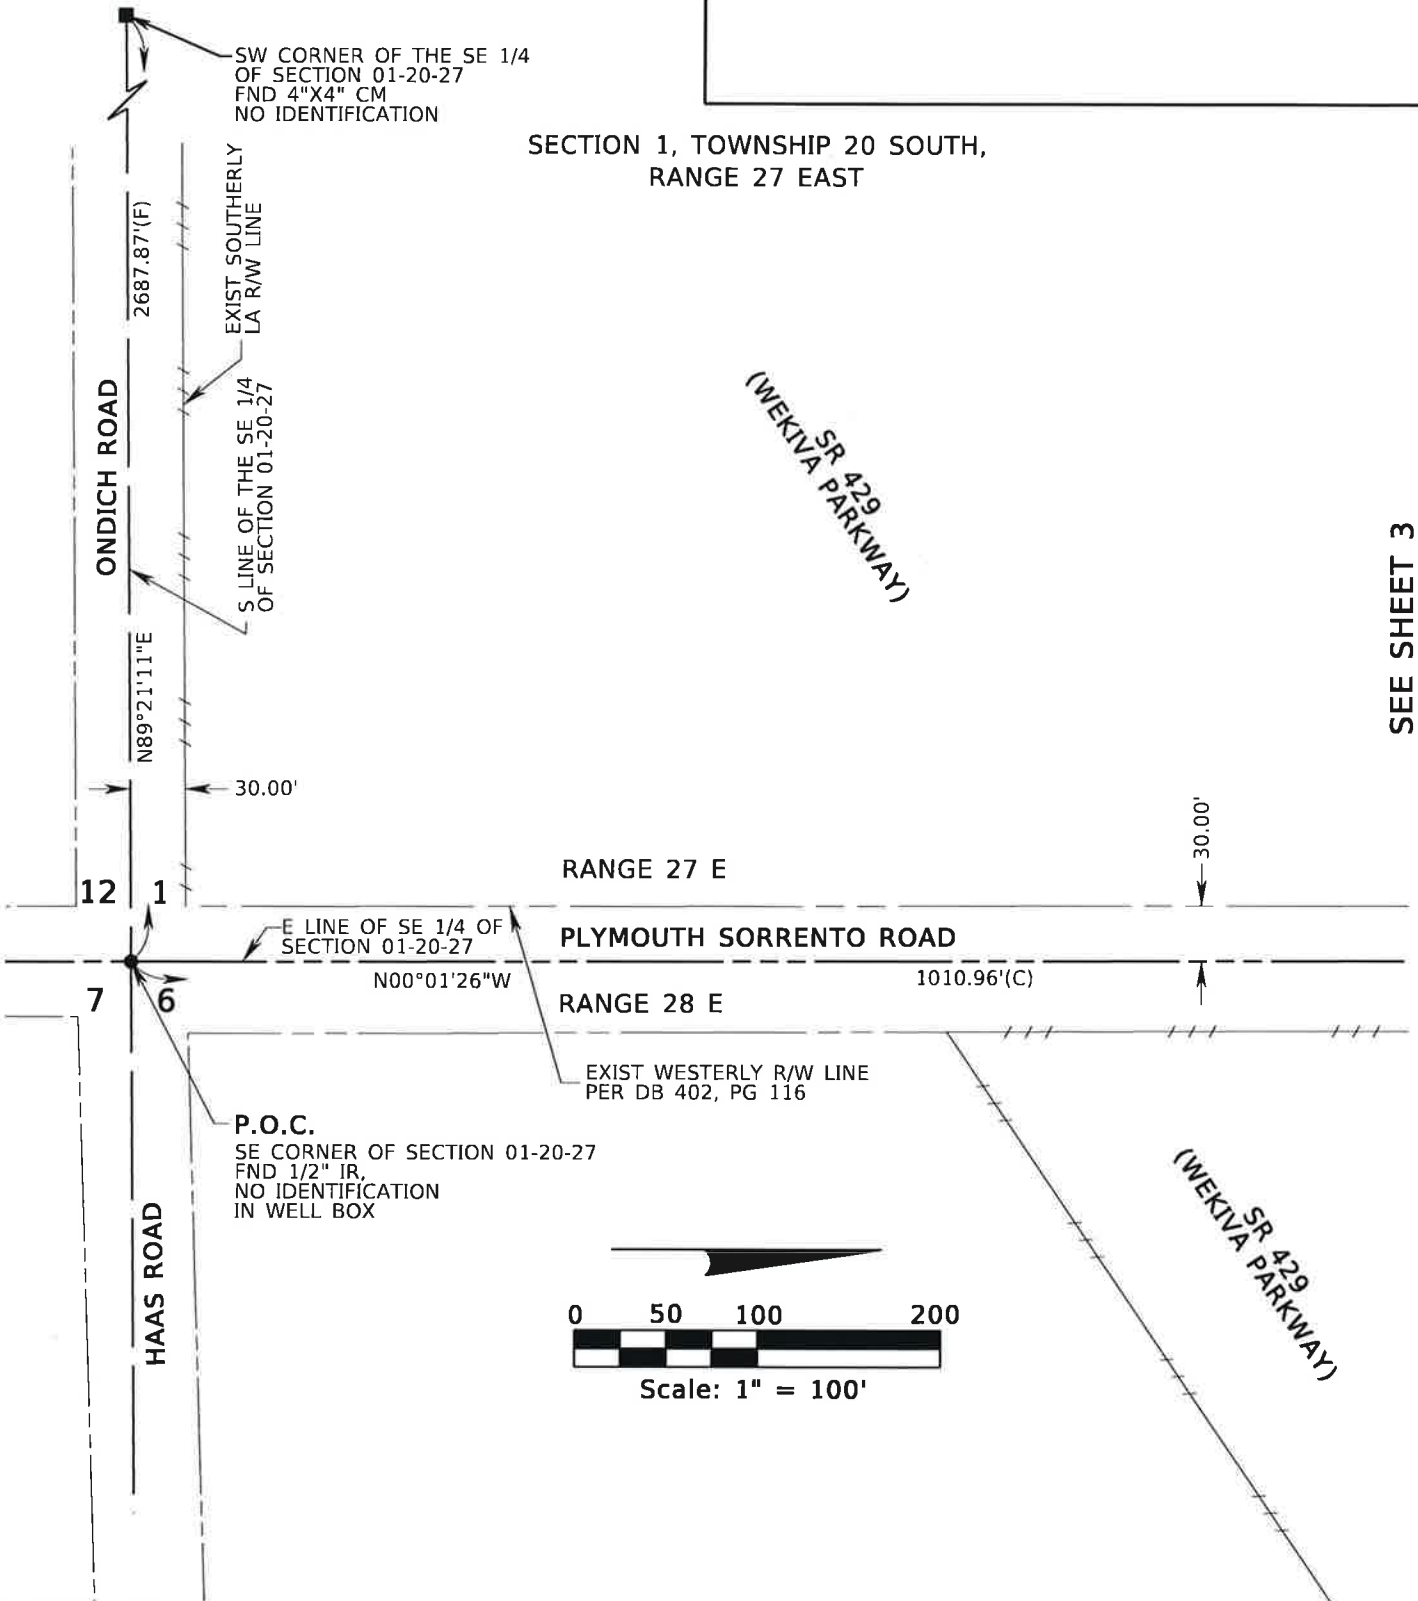 SW CORNER OF THE SE 1/4
OF SECTION 01-20-27
FND 4"X4" CM
NO IDENTIFICATION
SECTION 1, TOWNSHIP 20 SOUTH,
RANGE 27 EAST
2687.87'(F)
EXIST SOUTHERLY
LA R/W LINE
ONDICH ROAD
S LINE OF THE SE 1/4
OF SECTION 01-20-27
SR 429
(WEKIVA PARKWAY)
SEE SHEET 3
N89°21'11"E
30.00'
30.00'
12
1
RANGE 27 E
E LINE OF SE 1/4 OF
SECTION 01-20-27
PLYMOUTH SORRENTO ROAD
N00°01'26"W
1010.96'(C)
7
6
RANGE 28 E
EXIST WESTERLY R/W LINE
PER DB 402, PG 116
P.O.C.
SE CORNER OF SECTION 01-20-27
FND 1/2" IR,
NO IDENTIFICATION
IN WELL BOX
HAAS ROAD
SR 429
(WEKIVA PARKWAY)
0 50 100 200
Scale: 1" = 100'